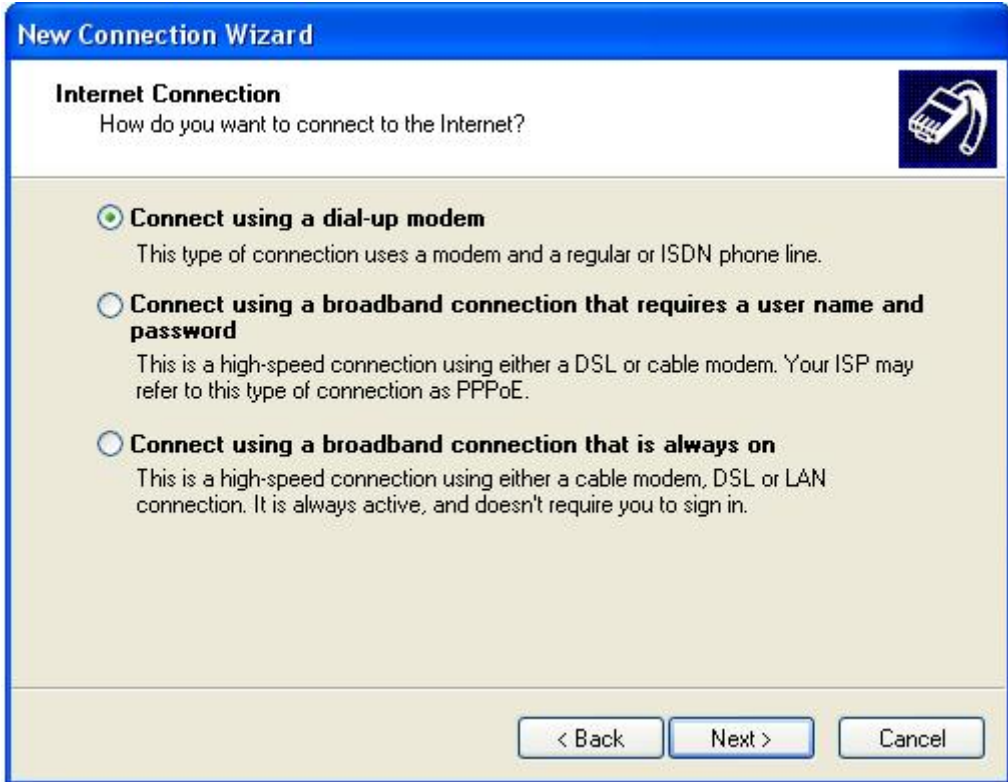 New Connection Wizard
Internet Connection
How do you want to connect to the Internet?
Connect using a dial-up modem
This type of connection uses a modem and a regular or ISDN phone line.
Connect using a broadband connection that requires a user name and
password
This is a high-speed connection using either a DSL or cable modem. Your ISP may
refer to this type of connection as PPPoE.
Connect using a broadband connection that is always on
This is a high-speed connection using either a cable modem, DSL or LAN
connection. It is always active, and doesn't require you to sign in.
< Back Next > Cancel